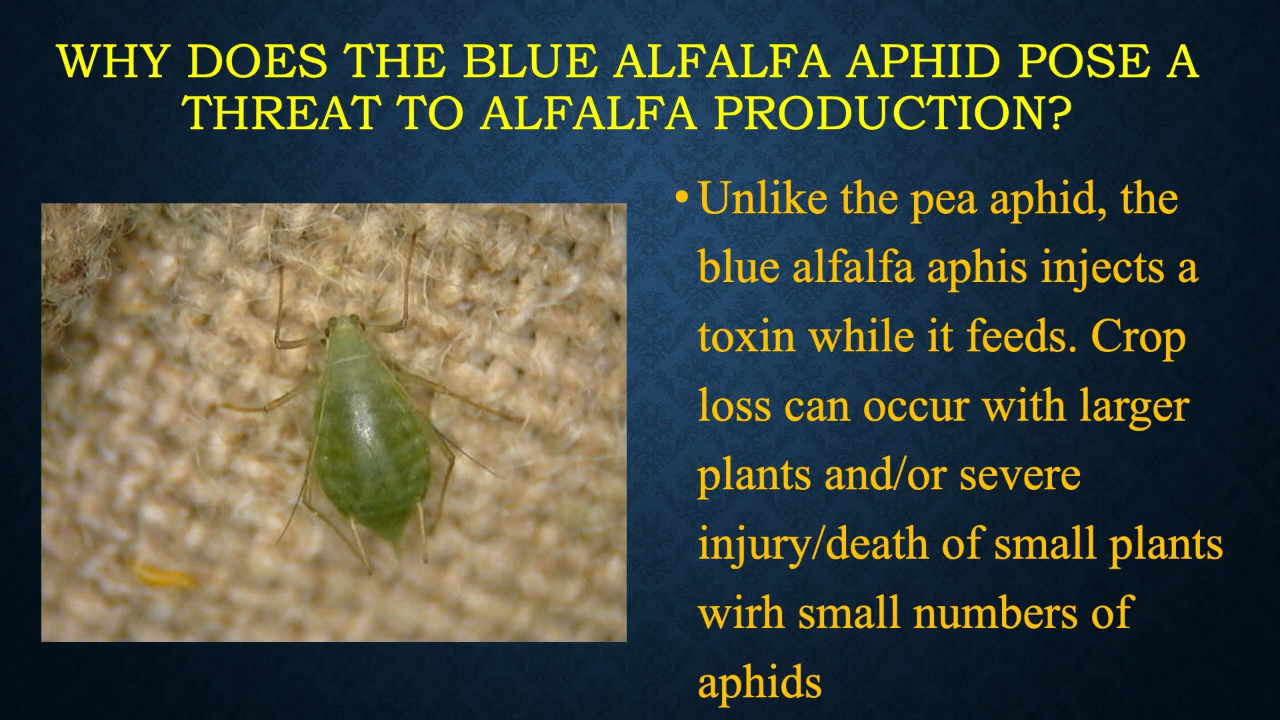 WHY DOES THE BLUE ALFALFA APHID POSE A
THREAT TO ALFALFA PRODUCTION?
• Unlike the pea aphid, the
blue alfalfa aphis injects a
toxin while it feeds. Crop
loss can occur with larger
plants and/or severe
injury/death of small plants
wirh small numbers of
aphids